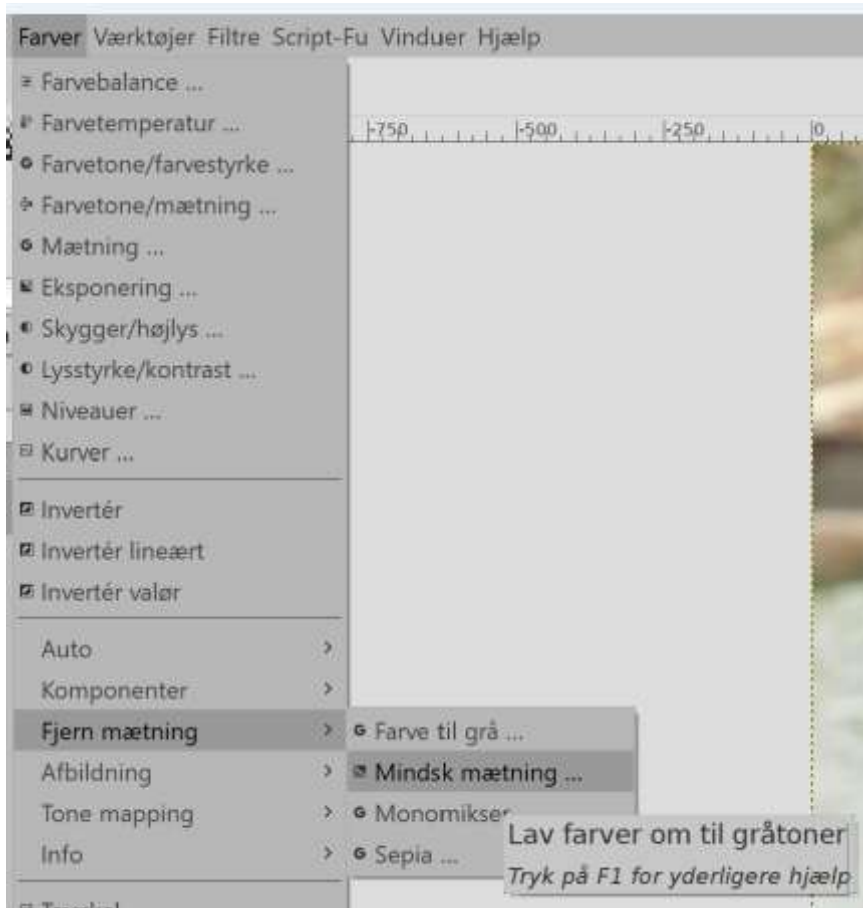 Farver Værktøjer Filtre Script-Fu Vinduer Hjælp
Farvebalance ...
Farvetemperatur ...
Farvetone/farvestyrke ...
Farvetone/mætning ...
Mætning ...
Eksponering ...
Skygger/højlys ...
Lysstyrke/kontrast ...
Niveauer ...
Kurver ...
Invertér
Invertér lineært
Invertér valør
Auto
Komponenter
Fjern mætning
Afbildning
Tone mapping
Info
Farve til grå ...
Mindsk mætning ...
Monomikser
Sepia ...
Lav farver om til gråtoner
Tryk på F1 for yderligere hjælp
-750 -500 -250 0